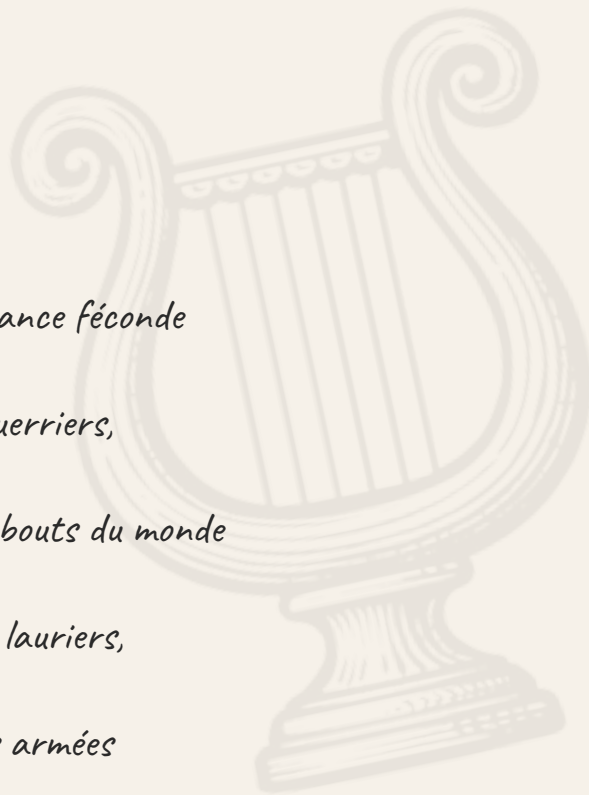 ance féconde
uerriers,
bouts du monde
lauriers,
armées